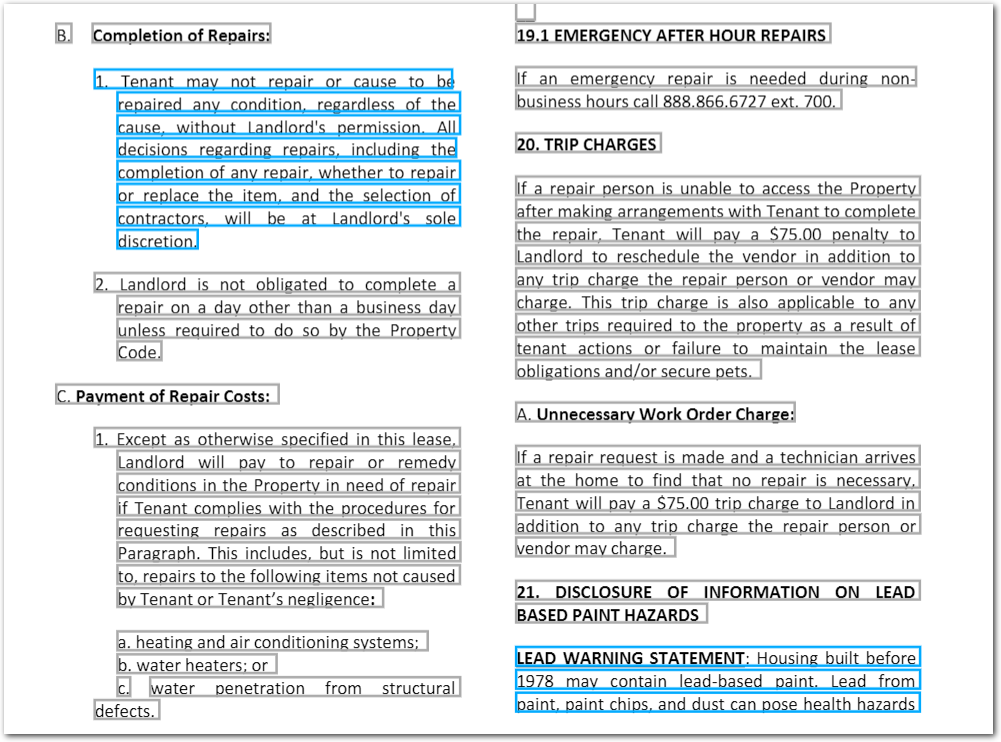 B. Completion of Repairs:
1. Tenant may not repair or cause to be
repaired any condition, regardless of the
cause, without Landlord's permission. All
decisions regarding repairs, including the
completion of any repair, whether to repair
or replace the item, and the selection of
contractors, will be at Landlord's sole
discretion.
2. Landlord is not obligated to complete a
repair on a day other than a business day
unless required to do so by the Property
Code.
C. Payment of Repair Costs:
1. Except as otherwise specified in this lease,
Landlord will pay to repair or remedy
conditions in the Property in need of repair
if Tenant complies with the procedures for
requesting repairs as described in this
Paragraph. This includes, but is not limited
to, repairs to the following items not caused
by Tenant or Tenant’s negligence:
a. heating and air conditioning systems;
b. water heaters; or
c. water penetration from structural
defects.
19.1 EMERGENCY AFTER HOUR REPAIRS
If an emergency repair is needed during non-
business hours call 888.866.6727 ext. 700.
20. TRIP CHARGES
If a repair person is unable to access the Property
after making arrangements with Tenant to complete
the repair, Tenant will pay a $75.00 penalty to
Landlord to reschedule the vendor in addition to
any trip charge the repair person or vendor may
charge. This trip charge is also applicable to any
other trips required to the property as a result of
tenant actions or failure to maintain the lease
obligations and/or secure pets.
A. Unnecessary Work Order Charge:
If a repair request is made and a technician arrives
at the home to find that no repair is necessary,
Tenant will pay a $75.00 trip charge to Landlord in
addition to any trip charge the repair person or
vendor may charge.
21. DISCLOSURE OF INFORMATION ON LEAD
BASED PAINT HAZARDS
LEAD WARNING STATEMENT: Housing built before
1978 may contain lead-based paint. Lead from
paint, paint chips, and dust can pose health hazards